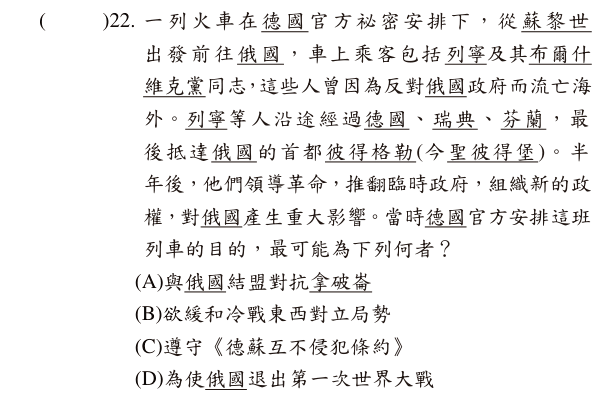 (　　)22. 一列火車在德國官方祕密安排下，從蘇黎世
出發前往俄國，車上乘客包括列寧及其布爾什
維克黨同志，這些人曾因為反對俄國政府而流亡海
外。列寧等人沿途經過德國、瑞典、芬蘭，最
後抵達俄國的首都彼得格勒(今聖彼得堡)。半
年後，他們領導革命，推翻臨時政府，組織新的政
權，對俄國產生重大影響。當時德國官方安排這班
列車的目的，最可能為下列何者？
(A)與俄國結盟對抗拿破崙
(B)欲緩和冷戰東西對立局勢
(C)遵守《德蘇互不侵犯條約》
(D)為使俄國退出第一次世界大戰